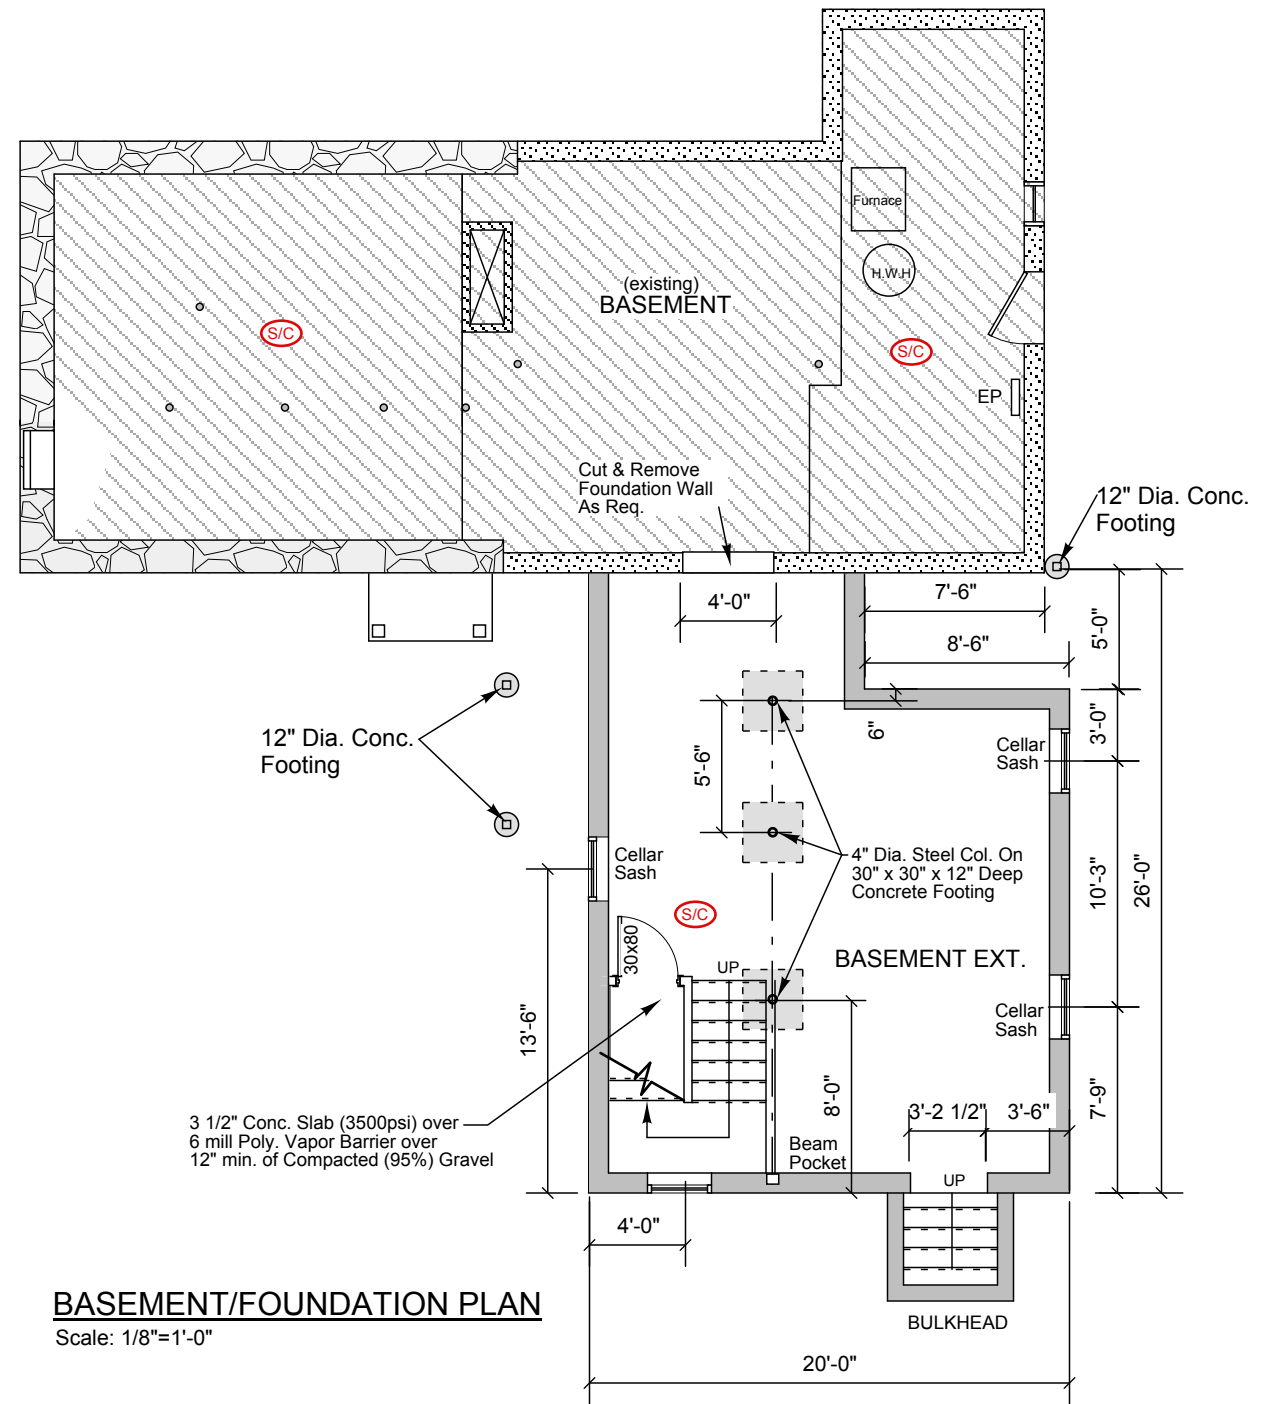 Furnace
H.W.H
(existing)
BASEMENT
S/C
S/C
EP
Cut & Remove
Foundation Wall
As Req.
12" Dia. Conc.
Footing
4'-0"
7'-6"
8'-6"
5'-0"
6"
3'-0"
12" Dia. Conc.
Footing
5'-6"
Cellar
Sash
Cellar
Sash
4" Dia. Steel Col. On
30" x 30" x 12" Deep
Concrete Footing
10'-3"
26'-0"
S/C
30x80
UP
BASEMENT EXT.
Cellar
Sash
13'-6"
8'-0"
3'-2 1/2"
3'-6"
7'-9"
3 1/2" Conc. Slab (3500psi) over
6 mill Poly. Vapor Barrier over
12" min. of Compacted (95%) Gravel
Beam
Pocket
UP
4'-0"
BASEMENT/FOUNDATION PLAN
Scale: 1/8"=1'-0"
BULKHEAD
20'-0"